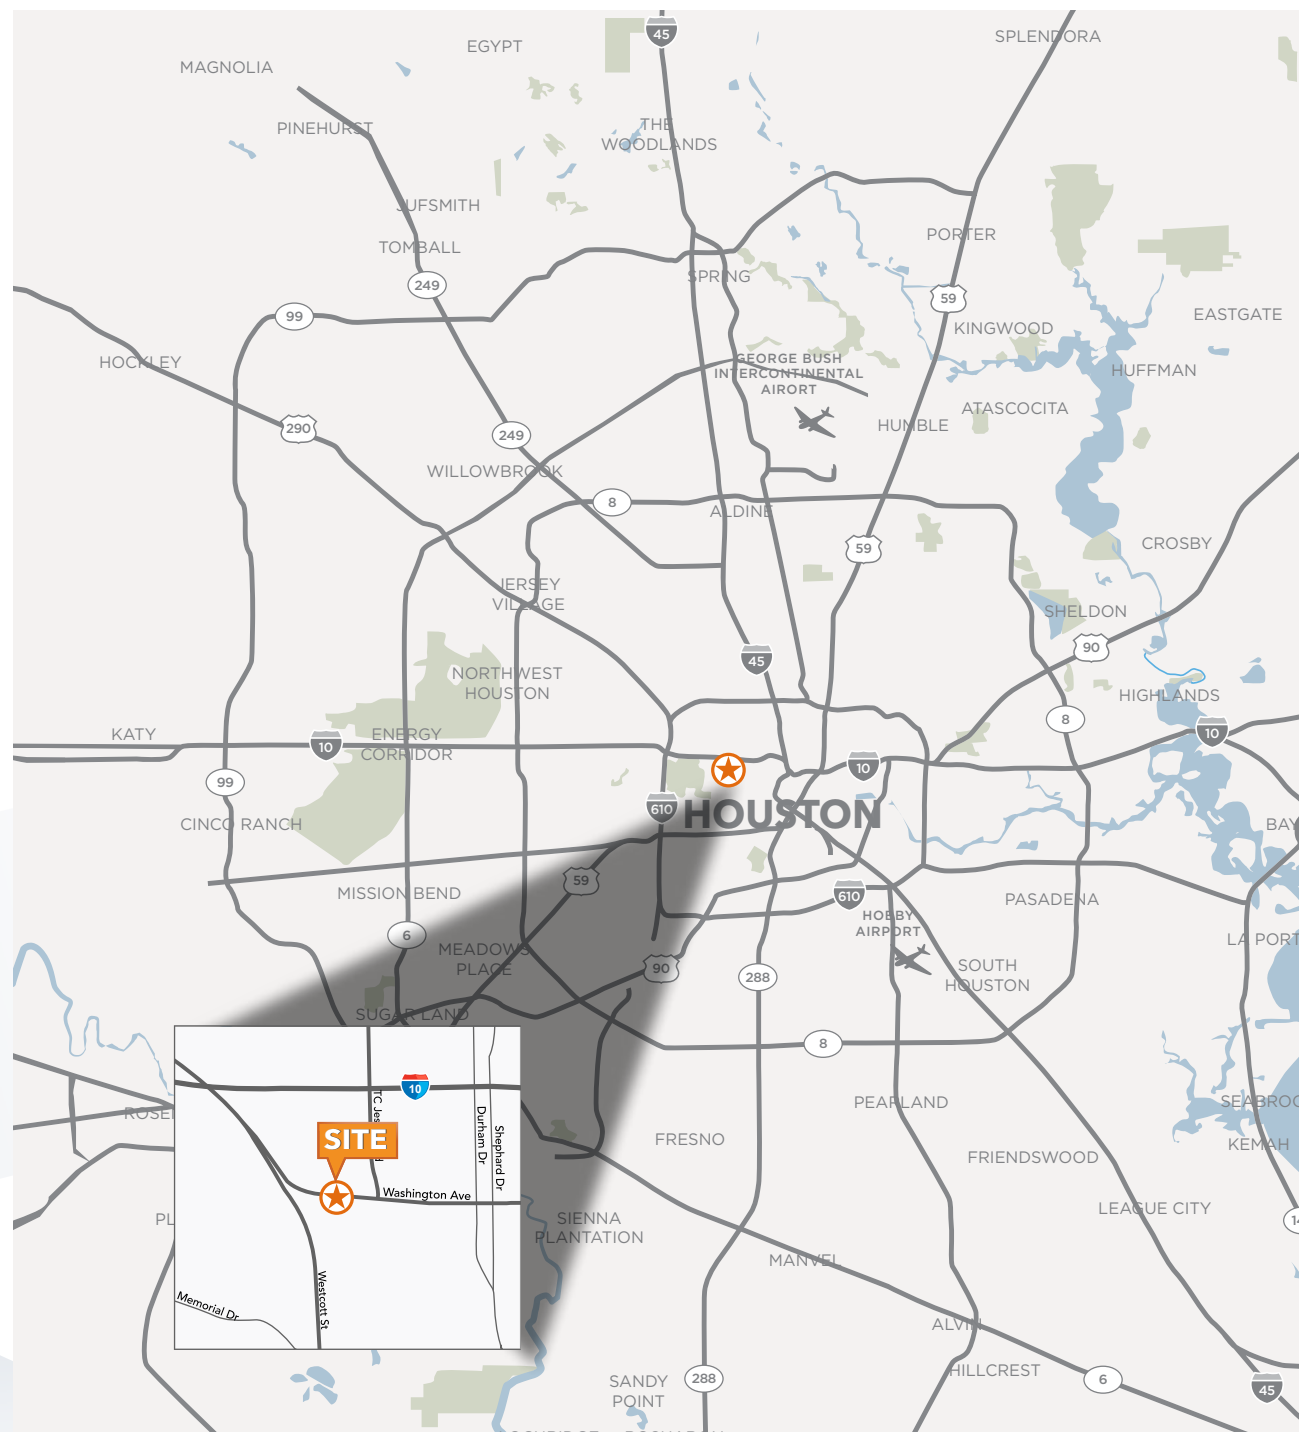 45
SPLENDORA
EGYPT
MAGNOLIA
PINEHURST
THE
WOODLANDS
JUFSMITH
TOMBALL
PORTER
SPRING
249
59
99
EASTGATE
KINGWOOD
HOCKLEY
GEORGE BUSH
INTERCONTINENTAL
AIRORT
HUFFMAN
ATASCOCITA
HUMBLE
290
249
WILLOWBROOK
8
ALDINE
59
CROSBY
JERSEY
VILLAGE
SHELDON
90
45
NORTHWEST
HOUSTON
HIGHLANDS
8
KATY
ENERGY
CORRIDOR
10
10
10
99
610
HOUSTON
CINCO RANCH
BAY
59
MISSION BEND
610
PASADENA
HOBBY
AIRPORT
6
MEADOWS
PLACE
90
288
LA PORT
SOUTH
HOUSTON
SUGAR LAND
8
10
TC Jes
Durham Dr
Shephard Dr
SITE
Washington Ave
Westcott St
Memorial Dr
ROSE
PEARLAND
SEABROO
FRESNO
KEMAH
FRIENDSWOOD
PL
SIENNA
PLANTATION
LEAGUE CITY
14
MANVEL
ALVIN
HILLCREST
SANDY
POINT
288
6
45